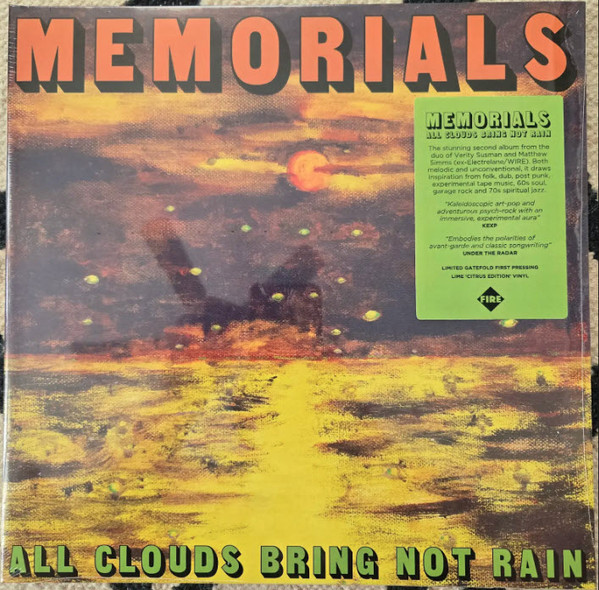 MEMORIALS
MEMORIALS
ALL CLOUDS BRING NOT RAIN
The stunning second album from the
duo of Verity Susman and Matthew
Simms (ex-Electrelane/WIRE). Both
melodic and unconventional, it draws
inspiration from folk, dub, post punk,
experimental tape music, 60s soul,
garage rock and 70s spiritual jazz.
"Kaleidoscopic art-pop and
adventurous psych-rock with an
immersive, experimental aura"
KEXP
"Embodies the polarities of
avant-garde and classic songwriting"
UNDER THE RADAR
LIMITED GATEFOLD FIRST PRESSING
LIME 'CITRUS EDITION' VINYL
FIRE
ALL CLOUDS BRING NOT RAIN